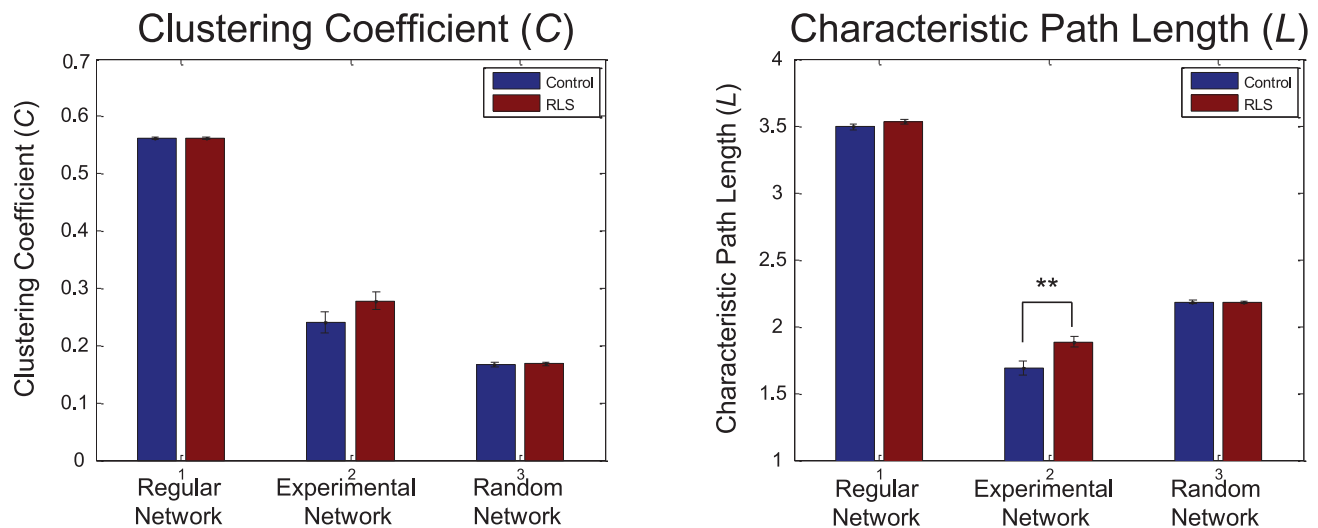 Clustering Coefficient (C)
Clustering Coefficient (C)
0.7
0.6
0.5
0.4
0.3
0.2
0.1
0
Control
RLS
1
2
3
Regular
Network
Experimental
Network
Random
Network
Characteristic Path Length (L)
Characteristic Path Length (L)
4
3.5
3
2.5
2
1.5
1
Control
RLS
**
1
2
3
Regular
Network
Experimental
Network
Random
Network